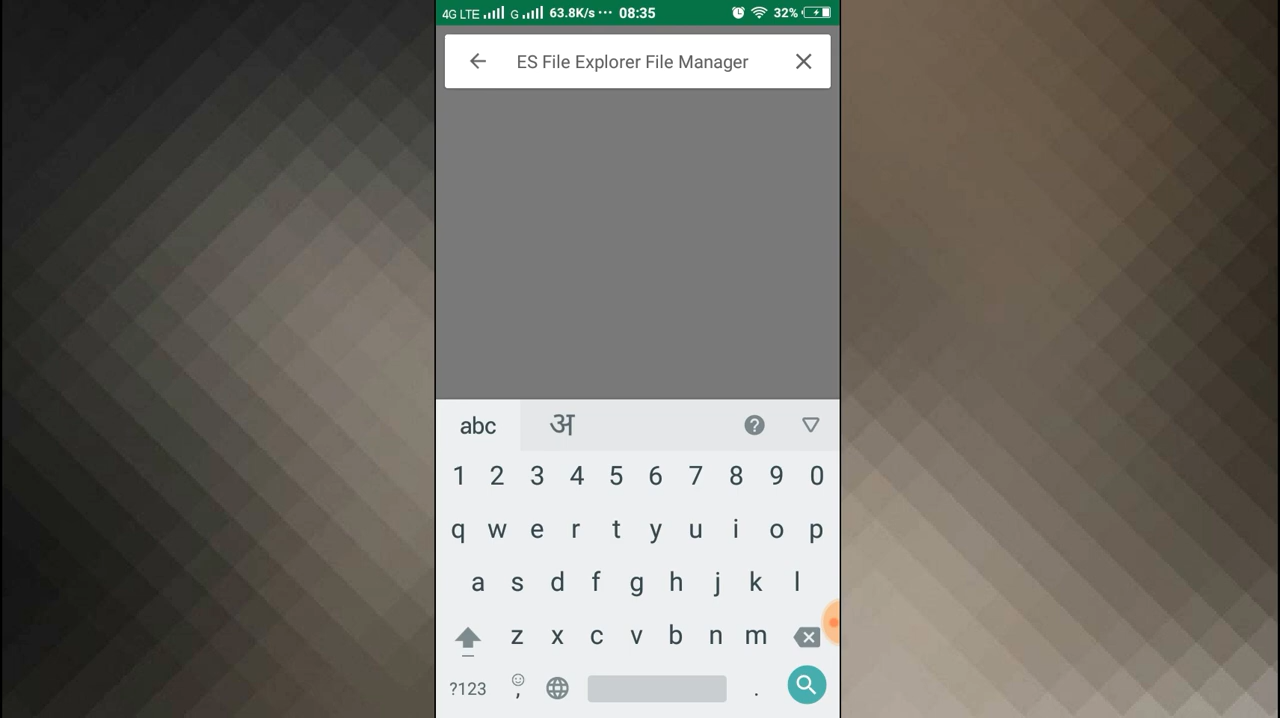 4G LTE G 63.8K/s ··· 08:35 32%
ES File Explorer File Manager
abc अ ?
1 2 3 4 5 6 7 8 9 0
q w e r t y u i o p
a s d f g h j k l
z x c v b n m
?123 , .